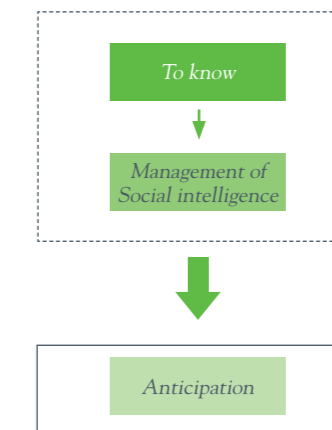 To know
Management of
Social intelligence
Anticipation